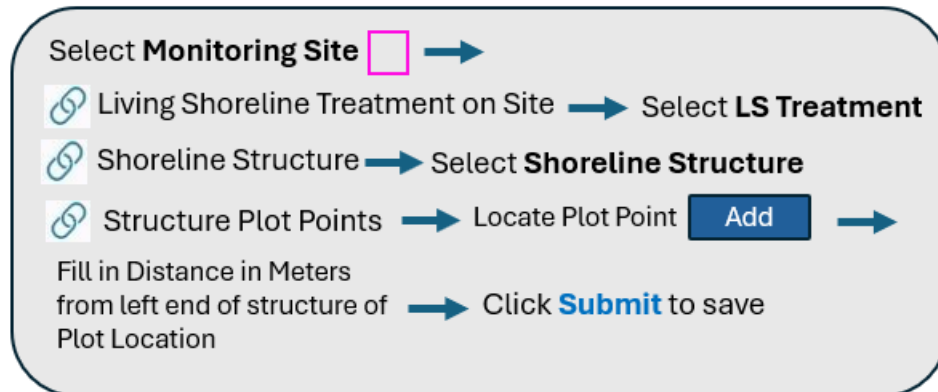 Select Monitoring Site
Living Shoreline Treatment on Site Select LS Treatment
Shoreline Structure Select Shoreline Structure
Structure Plot Points Locate Plot Point Add
Fill in Distance in Meters
from left end of structure of Click Submit to save
Plot Location